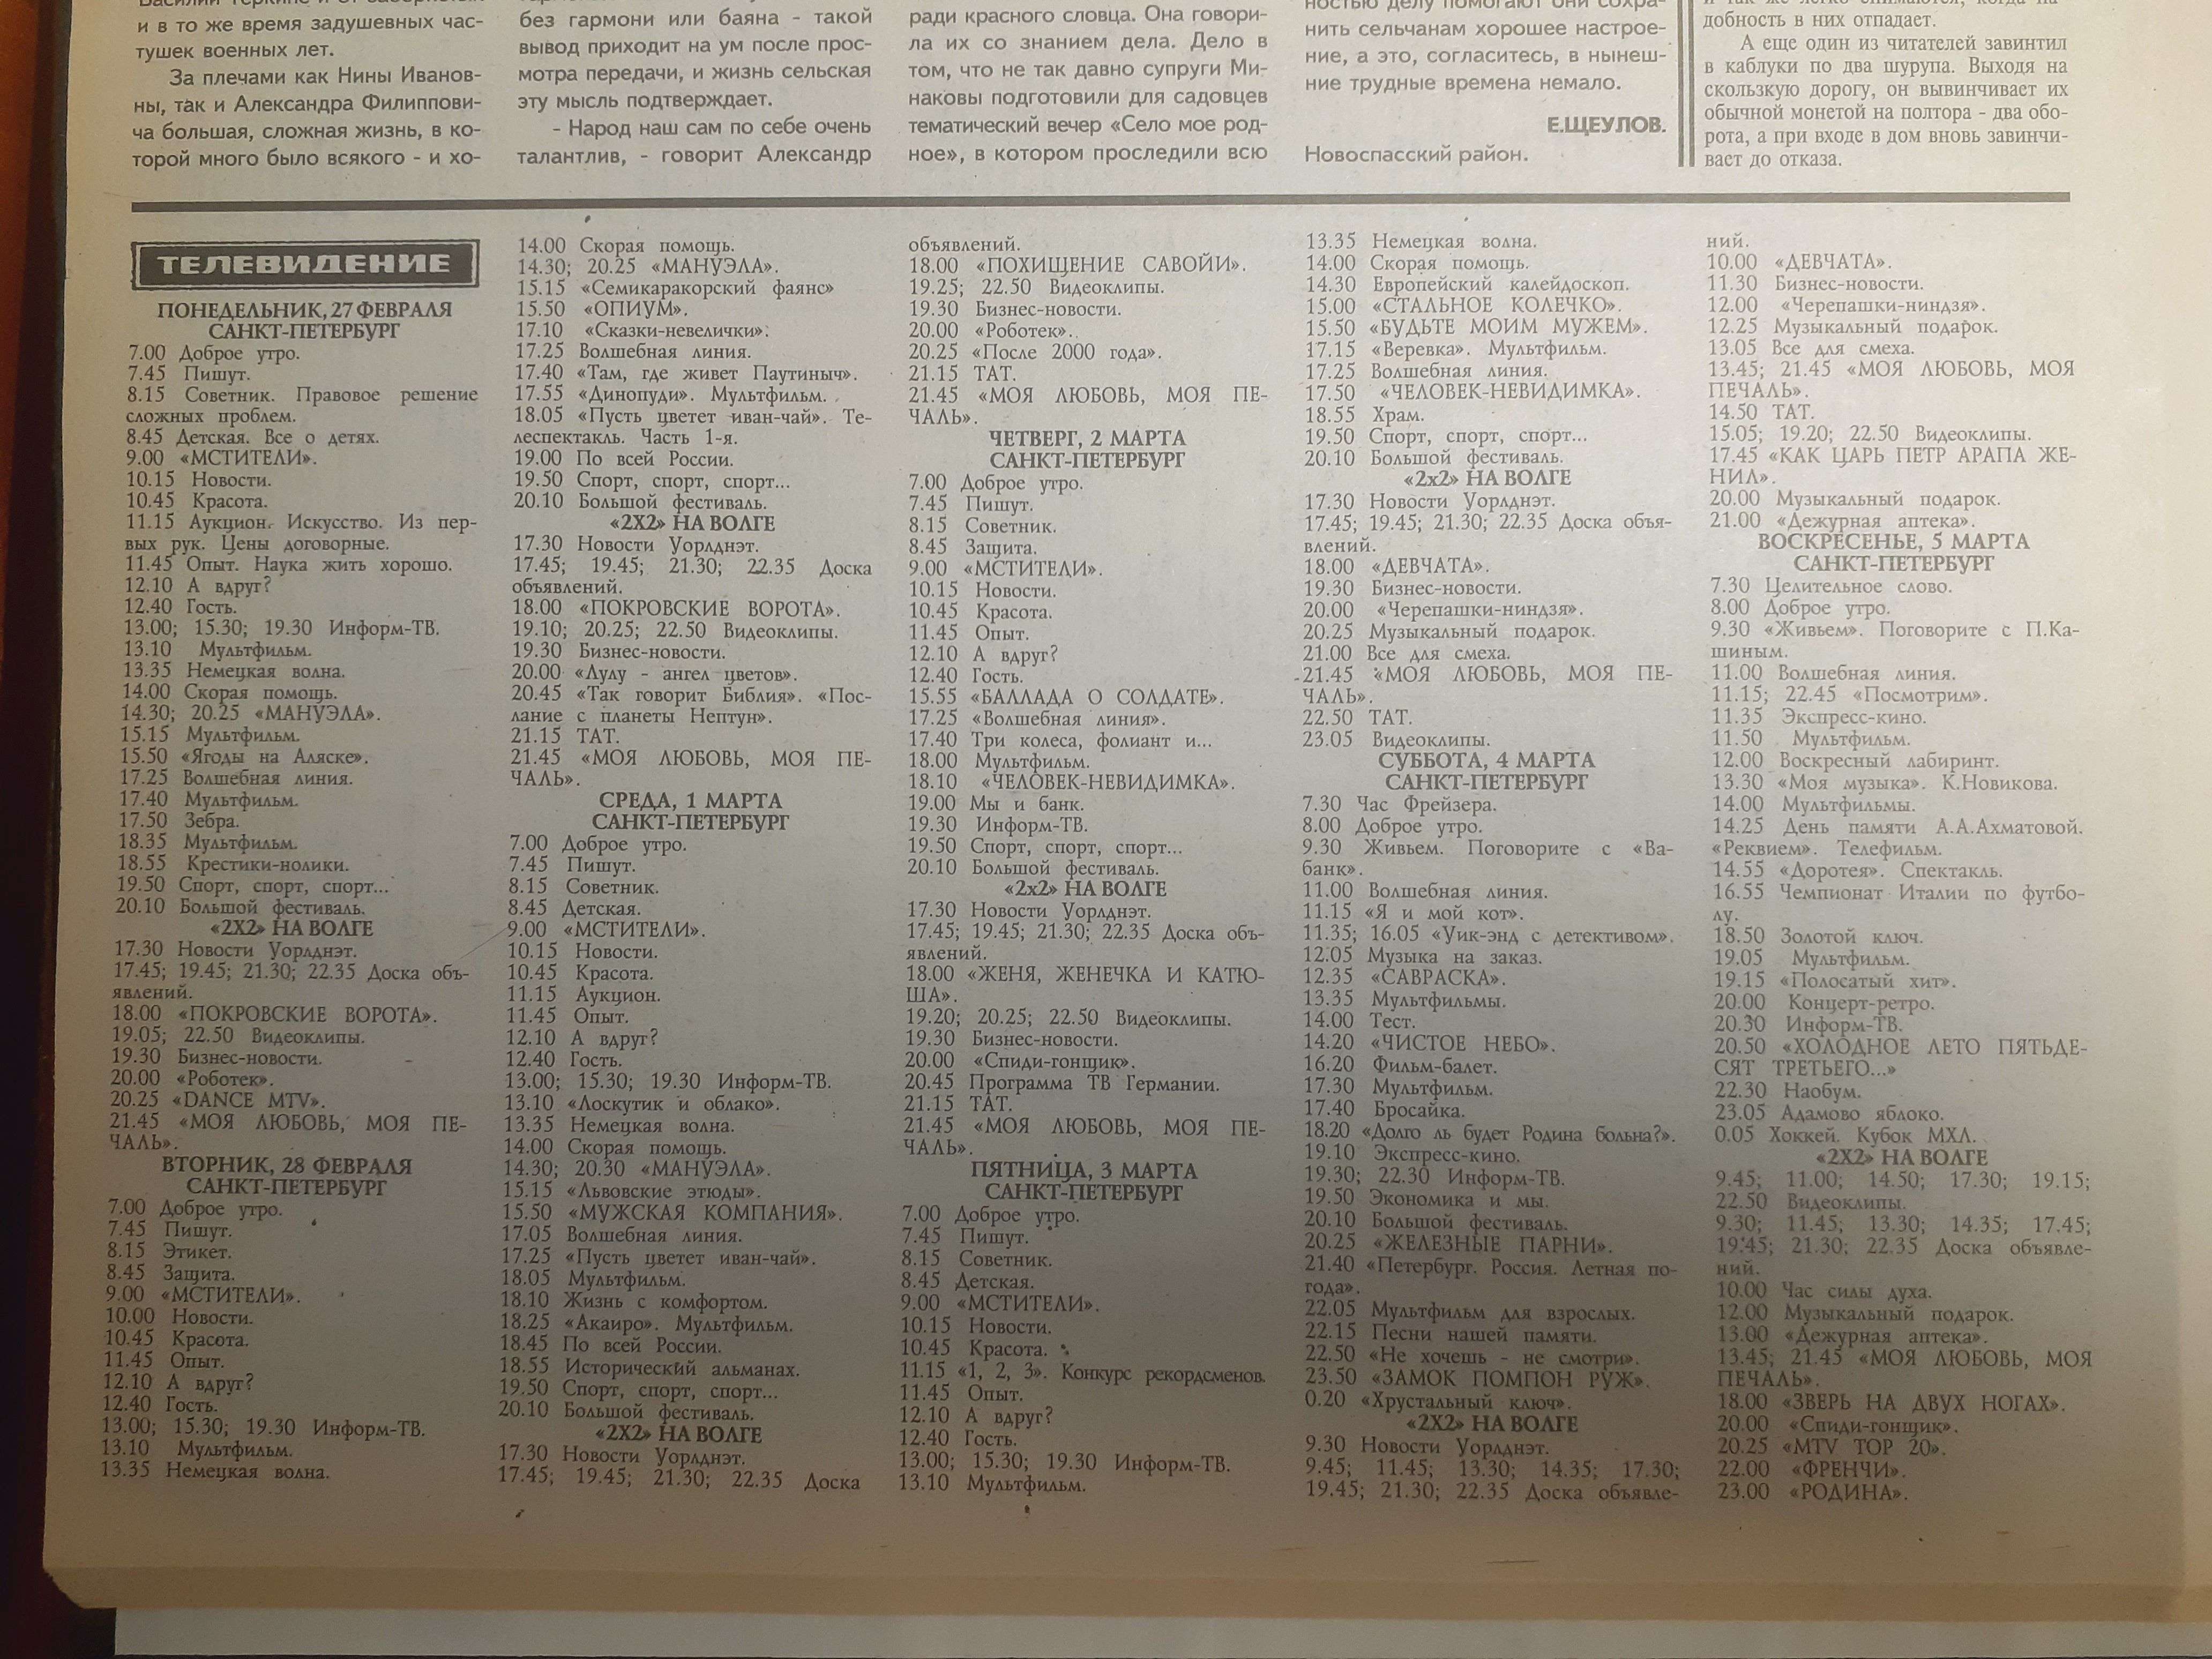 и в то же время задушевных час-
тушек военных лет.
За плечами как Нины Иванов-
ны, так и Александра Филиппови-
ча большая, сложная жизнь, в ко-
торой много было всякого - и хо-
без гармони или баяна - такой
вывод приходит на ум после прос-
мотра передачи, и жизнь сельская
эту мысль подтверждает.
- Народ наш сам по себе очень
талантлив, - говорит Александр
ради красного словца. Она говори-
ла их со знанием дела. Дело в
том, что не так давно супруги Ми-
наковы подготовили для садовцев
тематический вечер «Село мое род-
ное», в котором проследили всю
ностью делу помогают они сохра-
нить сельчанам хорошее настрое-
ние, а это, согласитесь, в нынеш-
ние трудные времена немало.
Е.ЩЕУЛОВ.
Новоспасский район.
добность в них отпадает.
А еще один из читателей завинтил
в каблуки по два шурупа. Выходя на
скользкую дорогу, он вывинчивает их
обычной монетой на полтора - два обо-
рота, а при входе в дом вновь завинчи-
вает до отказа.
ТЕЛЕВИДЕНИЕ
ПОНЕДЕЛЬНИК, 27 ФЕВРАЛЯ
САНКТ-ПЕТЕРБУРГ
7.00 Доброе утро.
7.45 Пишут.
8.15 Советник. Правовое решение
сложных проблем.
8.45 Детская. Все о детях.
9.00 «МСТИТЕЛИ».
10.15 Новости.
10.45 Красота.
11.15 Аукцион. Искусство. Из пер-
вых рук. Цены договорные.
11.45 Опыт. Наука жить хорошо.
12.10 А вдруг?
12.40 Гость.
13.00; 15.30; 19.30 Информ-ТВ.
13.10 Мультфильм.
13.35 Немецкая волна.
14.00 Скорая помощь.
14.30; 20.25 «МАНУЭЛА».
15.15 Мультфильм.
15.50 «Ягоды на Аляске».
17.25 Волшебная линия.
17.40 Мультфильм.
17.50 Зебра.
18.35 Мультфильм.
18.55 Крестики-нолики.
19.50 Спорт, спорт, спорт...
20.10 Большой фестиваль.
«2Х2» НА ВОЛГЕ
17.30 Новости Уорлднэт.
17.45; 19.45; 21.30; 22.35 Доска объ-
явлений.
18.00 «ПОКРОВСКИЕ ВОРОТА».
19.05; 22.50 Видеоклипы.
19.30 Бизнес-новости.
20.00 «Роботек».
20.25 «DANCE MTV».
21.45 «МОЯ ЛЮБОВЬ, МОЯ ПЕ-
ЧАЛЬ».
ВТОРНИК, 28 ФЕВРАЛЯ
САНКТ-ПЕТЕРБУРГ
7.00 Доброе утро.
7.45 Пишут.
8.15 Этикет.
8.45 Защита.
9.00 «МСТИТЕЛИ».
10.00 Новости.
10.45 Красота.
11.45 Опыт.
12.10 А вдруг?
12.40 Гость.
13.00; 15.30; 19.30 Информ-ТВ.
13.10 Мультфильм.
13.35 Немецкая волна.
14.00 Скорая помощь.
14.30; 20.25 «МАНУЭЛА».
15.15 «Семикаракорский фаянс»
15.50 «ОПИУМ».
17.10 «Сказки-невелички».
17.25 Волшебная линия.
17.40 «Там, где живет Паутиныч».
17.55 «Динопуди». Мультфильм.
18.05 «Пусть цветет иван-чай». Те-
леспектакль. Часть 1-я.
19.00 По всей России.
19.50 Спорт, спорт, спорт...
20.10 Большой фестиваль.
«2Х2» НА ВОЛГЕ
17.30 Новости Уорлднэт.
17.45; 19.45; 21.30; 22.35 Доска
объявлений.
18.00 «ПОКРОВСКИЕ ВОРОТА».
19.10; 20.25; 22.50 Видеоклипы.
19.30 Бизнес-новости.
20.00 «Лулу - ангел цветов».
20.45 «Так говорит Библия». «Пос-
лание с планеты Нептун».
21.15 ТАТ.
21.45 «МОЯ ЛЮБОВЬ, МОЯ ПЕ-
ЧАЛЬ».
СРЕДА, 1 МАРТА
САНКТ-ПЕТЕРБУРГ
7.00 Доброе утро.
7.45 Пишут.
8.15 Советник.
8.45 Детская.
9.00 «МСТИТЕЛИ».
10.15 Новости.
10.45 Красота.
11.15 Аукцион.
11.45 Опыт.
12.10 А вдруг?
12.40 Гость.
13.00; 15.30; 19.30 Информ-ТВ.
13.10 «Лоскутик и облако».
13.35 Немецкая волна.
14.00 Скорая помощь.
14.30; 20.30 «МАНУЭЛА».
15.15 «Львовские этюды».
15.50 «МУЖСКАЯ КОМПАНИЯ».
17.05 Волшебная линия.
17.25 «Пусть цветет иван-чай».
18.05 Мультфильм.
18.10 Жизнь с комфортом.
18.25 «Акаиро». Мультфильм.
18.45 По всей России.
18.55 Исторический альманах.
19.50 Спорт, спорт, спорт...
20.10 Большой фестиваль.
«2Х2» НА ВОЛГЕ
17.30 Новости Уорлднэт.
17.45; 19.45; 21.30; 22.35 Доска
объявлений.
18.00 «ПОХИЩЕНИЕ САВОЙИ».
19.25; 22.50 Видеоклипы.
19.30 Бизнес-новости.
20.00 «Роботек».
20.25 «После 2000 года».
21.15 ТАТ.
21.45 «МОЯ ЛЮБОВЬ, МОЯ ПЕ-
ЧАЛЬ».
ЧЕТВЕРГ, 2 МАРТА
САНКТ-ПЕТЕРБУРГ
7.00 Доброе утро.
7.45 Пишут.
8.15 Советник.
8.45 Защита.
9.00 «МСТИТЕЛИ».
10.15 Новости.
10.45 Красота.
11.45 Опыт.
12.10 А вдруг?
12.40 Гость.
15.55 «БАЛЛАДА О СОЛДАТЕ».
17.25 «Волшебная линия».
17.40 Три колеса, фолиант и...
18.00 Мультфильм.
18.10 «ЧЕЛОВЕК-НЕВИДИМКА».
19.00 Мы и банк.
19.30 Информ-ТВ.
19.50 Спорт, спорт, спорт...
20.10 Большой фестиваль.
«2х2» НА ВОЛГЕ
17.30 Новости Уорлднэт.
17.45; 19.45; 21.30; 22.35 Доска объ-
явлений.
18.00 «ЖЕНЯ, ЖЕНЕЧКА И КАТЮ-
ША».
19.20; 20.25; 22.50 Видеоклипы.
19.30 Бизнес-новости.
20.00 «Спиди-гонщик».
20.45 Программа ТВ Германии.
21.15 ТАТ.
21.45 «МОЯ ЛЮБОВЬ, МОЯ ПЕ-
ЧАЛЬ».
ПЯТНИЦА, 3 МАРТА
САНКТ-ПЕТЕРБУРГ
7.00 Доброе утро.
7.45 Пишут.
8.15 Советник.
8.45 Детская.
9.00 «МСТИТЕЛИ».
10.15 Новости.
10.45 Красота.
11.15 «1, 2, 3». Конкурс рекордсменов.
11.45 Опыт.
12.10 А вдруг?
12.40 Гость.
13.00; 15.30; 19.30 Информ-ТВ.
13.10 Мультфильм.
13.35 Немецкая волна.
14.00 Скорая помощь.
14.30 Европейский калейдоскоп.
15.00 «СТАЛЬНОЕ КОЛЕЧКО».
15.50 «БУДЬТЕ МОИМ МУЖЕМ».
17.15 «Веревка». Мультфильм.
17.25 Волшебная линия.
17.50 «ЧЕЛОВЕК-НЕВИДИМКА».
18.55 Храм.
19.50 Спорт, спорт, спорт...
20.10 Большой фестиваль.
«2х2» НА ВОЛГЕ
17.30 Новости Уорлднэт.
17.45; 19.45; 21.30; 22.35 Доска объя-
влений.
18.00 «ДЕВЧАТА».
19.30 Бизнес-новости.
20.00 «Черепашки-ниндзя».
20.25 Музыкальный подарок.
21.00 Все для смеха.
21.45 «МОЯ ЛЮБОВЬ, МОЯ ПЕ-
ЧАЛЬ».
22.50 ТАТ.
23.05 Видеоклипы.
СУББОТА, 4 МАРТА
САНКТ-ПЕТЕРБУРГ
7.30 Час Фрейзера.
8.00 Доброе утро.
9.30 Живьем. Поговорите с «Ва-
банк».
11.00 Волшебная линия.
11.15 «Я и мой кот».
11.35; 16.05 «Уик-энд с детективом».
12.05 Музыка на заказ.
12.35 «САВРАСКА».
13.35 Мультфильмы.
14.00 Тест.
14.20 «ЧИСТОЕ НЕБО».
16.20 Фильм-балет.
17.30 Мультфильм.
17.40 Бросайка.
18.20 «Долго ль будет Родина больна?».
19.10 Экспресс-кино.
19.30; 22.30 Информ-ТВ.
19.50 Экономика и мы.
20.10 Большой фестиваль.
20.25 «ЖЕЛЕЗНЫЕ ПАРНИ».
21.40 «Петербург. Россия. Летная по-
года».
22.05 Мультфильм для взрослых.
22.15 Песни нашей памяти.
22.50 «Не хочешь - не смотри».
23.50 «ЗАМОК ПОМПОН РУЖ».
0.20 «Хрустальный ключ».
«2Х2» НА ВОЛГЕ
9.30 Новости Уорлднэт.
9.45; 11.45; 13.30; 14.35; 17.30;
19.45; 21.30; 22.35 Доска объявле-
ний.
10.00 «ДЕВЧАТА».
11.30 Бизнес-новости.
12.00 «Черепашки-ниндзя».
12.25 Музыкальный подарок.
13.05 Все для смеха.
13.45; 21.45 «МОЯ ЛЮБОВЬ, МОЯ
ПЕЧАЛЬ».
14.50 ТАТ.
15.05; 19.20; 22.50 Видеоклипы.
17.45 «КАК ЦАРЬ ПЕТР АРАПА ЖЕ-
НИЛ».
20.00 Музыкальный подарок.
21.00 «Дежурная аптека».
ВОСКРЕСЕНЬЕ, 5 МАРТА
САНКТ-ПЕТЕРБУРГ
7.30 Целительное слово.
8.00 Доброе утро.
9.30 «Живьем». Поговорите с П.Ка-
шиным.
11.00 Волшебная линия.
11.15; 22.45 «Посмотрим».
11.35 Экспресс-кино.
11.50 Мультфильм.
12.00 Воскресный лабиринт.
13.30 «Моя музыка». К.Новикова.
14.00 Мультфильмы.
14.25 День памяти А.А.Ахматовой.
«Реквием». Телефильм.
14.55 «Доротея». Спектакль.
16.55 Чемпионат Италии по футбо-
лу.
18.50 Золотой ключ.
19.05 Мультфильм.
19.15 «Полосатый хит».
20.00 Концерт-ретро.
20.30 Информ-ТВ.
20.50 «ХОЛОДНОЕ ЛЕТО ПЯТЬДЕ-
СЯТ ТРЕТЬЕГО...»
22.30 Наобум.
23.05 Адамово яблоко.
0.05 Хоккей. Кубок МХЛ.
«2Х2» НА ВОЛГЕ
9.45; 11.00; 14.50; 17.30; 19.15;
22.50 Видеоклипы.
9.30; 11.45; 13.30; 14.35; 17.45;
19.45; 21.30; 22.35 Доска объявле-
ний.
10.00 Час силы духа.
12.00 Музыкальный подарок.
13.00 «Дежурная аптека».
13.45; 21.45 «МОЯ ЛЮБОВЬ, МОЯ
ПЕЧАЛЬ».
18.00 «ЗВЕРЬ НА ДВУХ НОГАХ».
20.00 «Спиди-гонщик».
20.25 «MTV TOP 20».
22.00 «ФРЕНЧИ».
23.00 «РОДИНА».